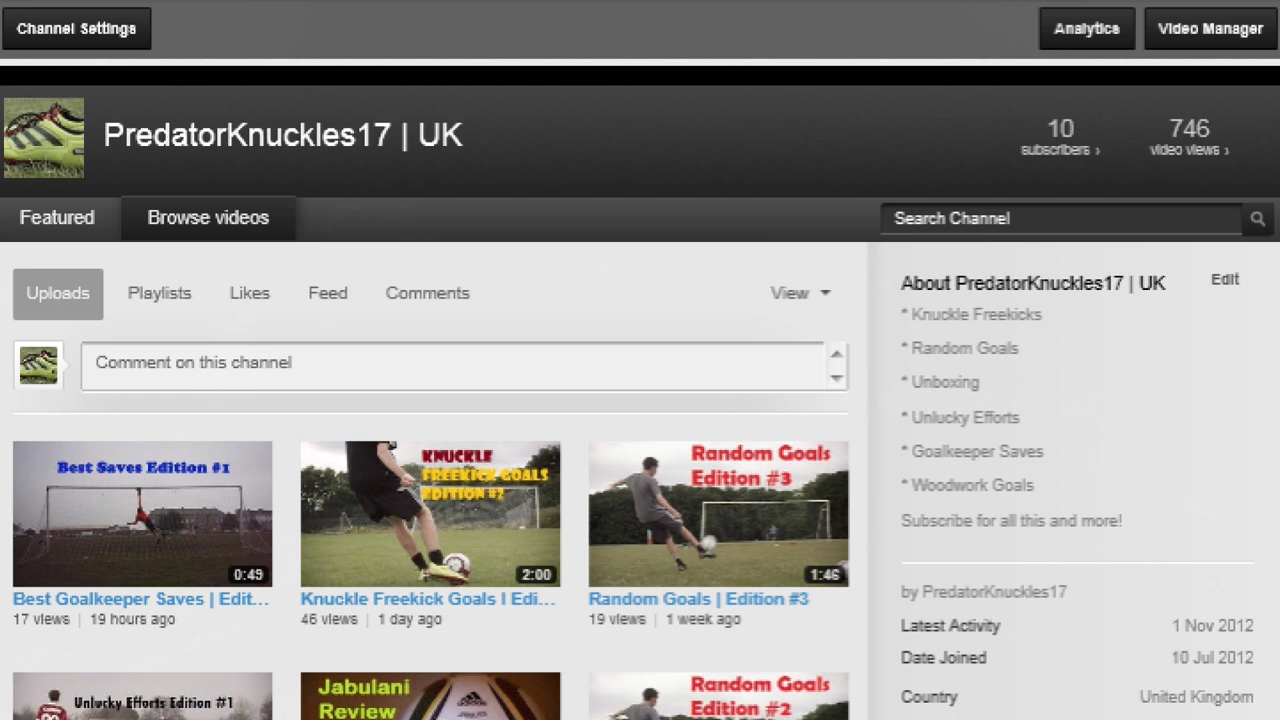 Channel Settings
Analytics
Video Manager
PredatorKnuckles17 | UK
10
subscribers ›
746
video views ›
Featured
Browse videos
Search Channel
Uploads
Playlists
Likes
Feed
Comments
View
About PredatorKnuckles17 | UK
Edit
* Knuckle Freekicks
* Random Goals
* Unboxing
* Unlucky Efforts
* Goalkeeper Saves
* Woodwork Goals
Subscribe for all this and more!
Comment on this channel
Best Saves Edition #1
0:49
Best Goalkeeper Saves | Edit...
17 views | 19 hours ago
KNUCKLE
FREEKICK GOALS
EDITION #2
2:00
Knuckle Freekick Goals I Edi...
46 views | 1 day ago
Random Goals
Edition #3
1:46
Random Goals | Edition #3
19 views | 1 week ago
by PredatorKnuckles17
Latest Activity
1 Nov 2012
Date Joined
10 Jul 2012
Country
United Kingdom
Unlucky Efforts Edition #1
Jabulani
Review
adidas
Random Goals
Edition #2